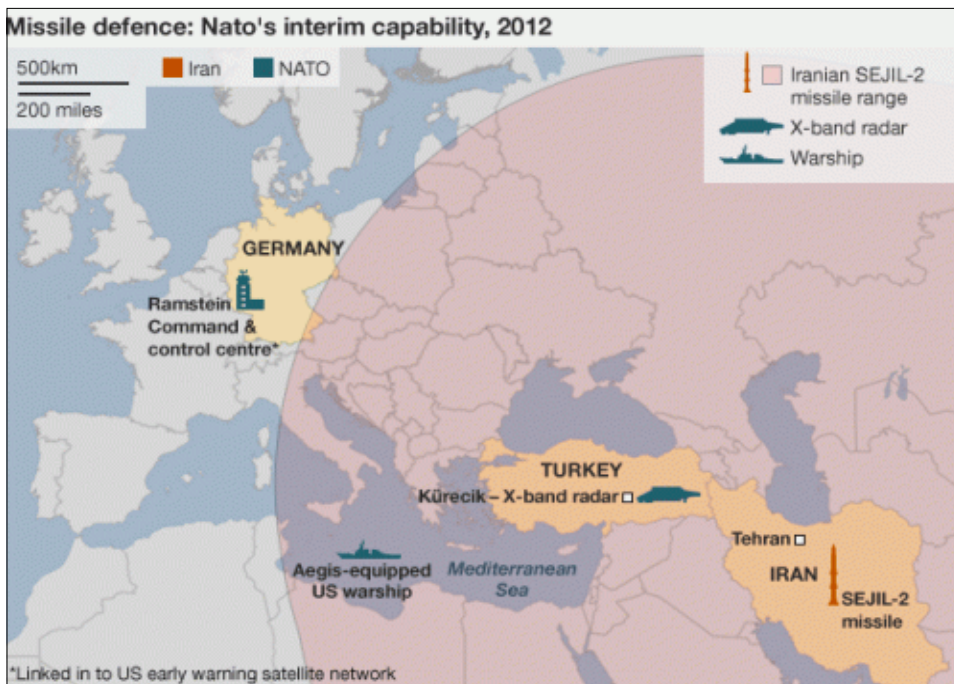 Missile defence: Nato's interim capability, 2012
500km
200 miles
Iran
NATO
Iranian SEJIL-2
missile range
X-band radar
Warship
GERMANY
Ramstein
Command &
control centre*
TURKEY
Kürecik – X-band radar
Tehran
IRAN
SEJIL-2
missile
Aegis-equipped
US warship
Mediterranean
Sea
*Linked in to US early warning satellite network